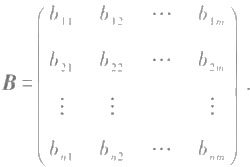 B = ( b₁₁ b₁₂ ⋯ b₁ₘ
b₂₁ b₂₂ ⋯ b₂ₘ
⋮ ⋮ ⋮
bₙ₁ bₙ₂ ⋯ bₙₘ ) .